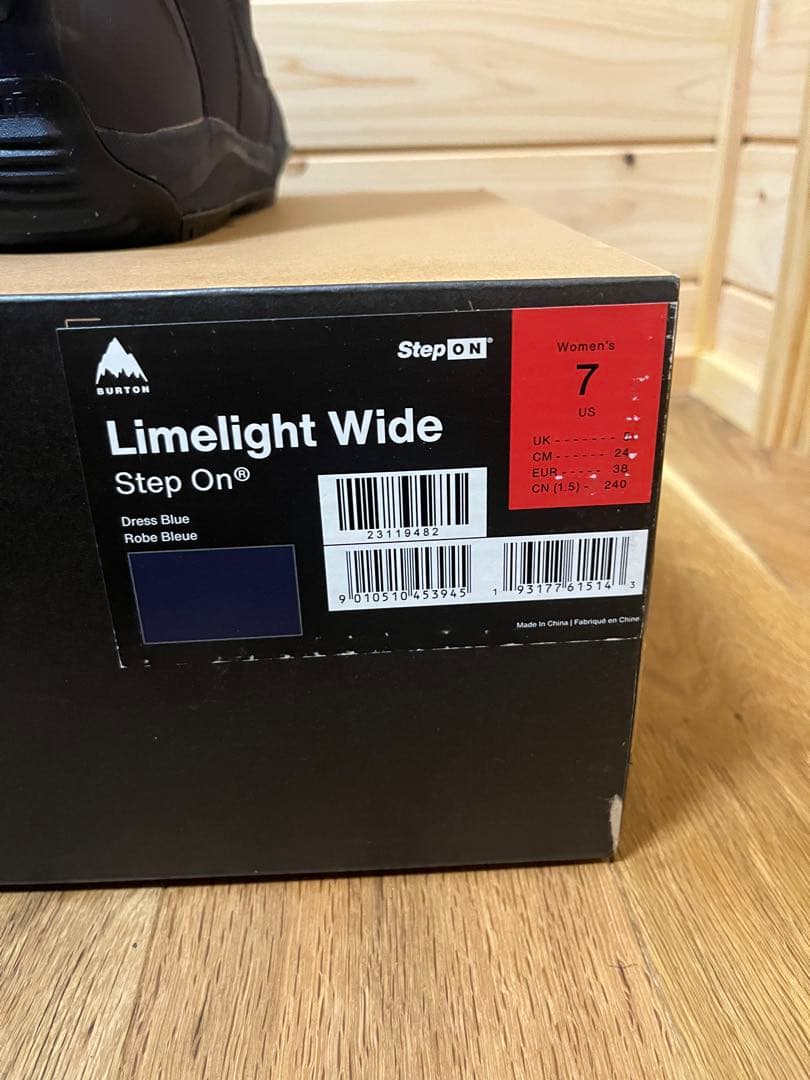 BURTON
StepON®
Limelight Wide
Step On®
Dress Blue
Robe Bleue
23119482
9 010510 453945
1 93177 61514 3
Made In China | Fabriqué en Chine
Women's
7
US
UK - - - - - - -
CM - - - - - - 24
EUR - - - - - 38
CN (1.5) - 240